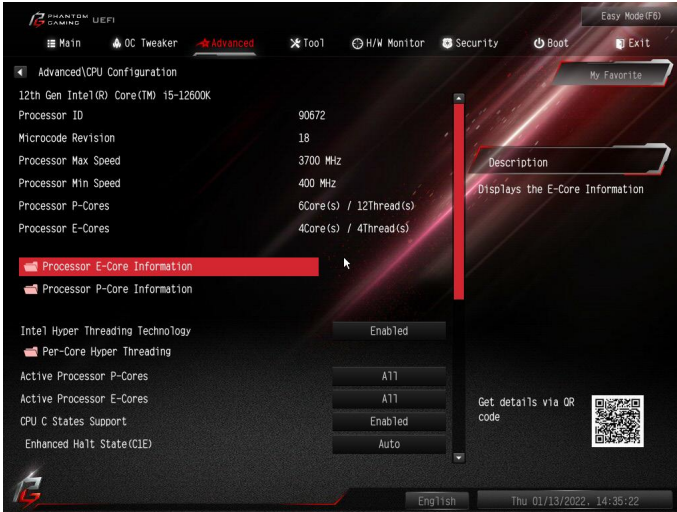 PHANTOM
GAMING UEFI
Easy Mode(F6)
Main OC Tweaker Advanced Tool H/W Monitor Security Boot Exit
Advanced\CPU Configuration
My Favorite
12th Gen Intel(R) Core(TM) i5-12600K
Processor ID 90672
Microcode Revision 18
Processor Max Speed 3700 MHz
Processor Min Speed 400 MHz
Processor P-Cores 6Core(s) / 12Thread(s)
Processor E-Cores 4Core(s) / 4Thread(s)
Processor E-Core Information
Processor P-Core Information
Intel Hyper Threading Technology Enabled
Per-Core Hyper Threading
Active Processor P-Cores All
Active Processor E-Cores All
CPU C States Support Enabled
Enhanced Halt State(C1E) Auto
Description
Displays the E-Core Information
Get details via QR
code
English
Thu 01/13/2022. 14:35:22